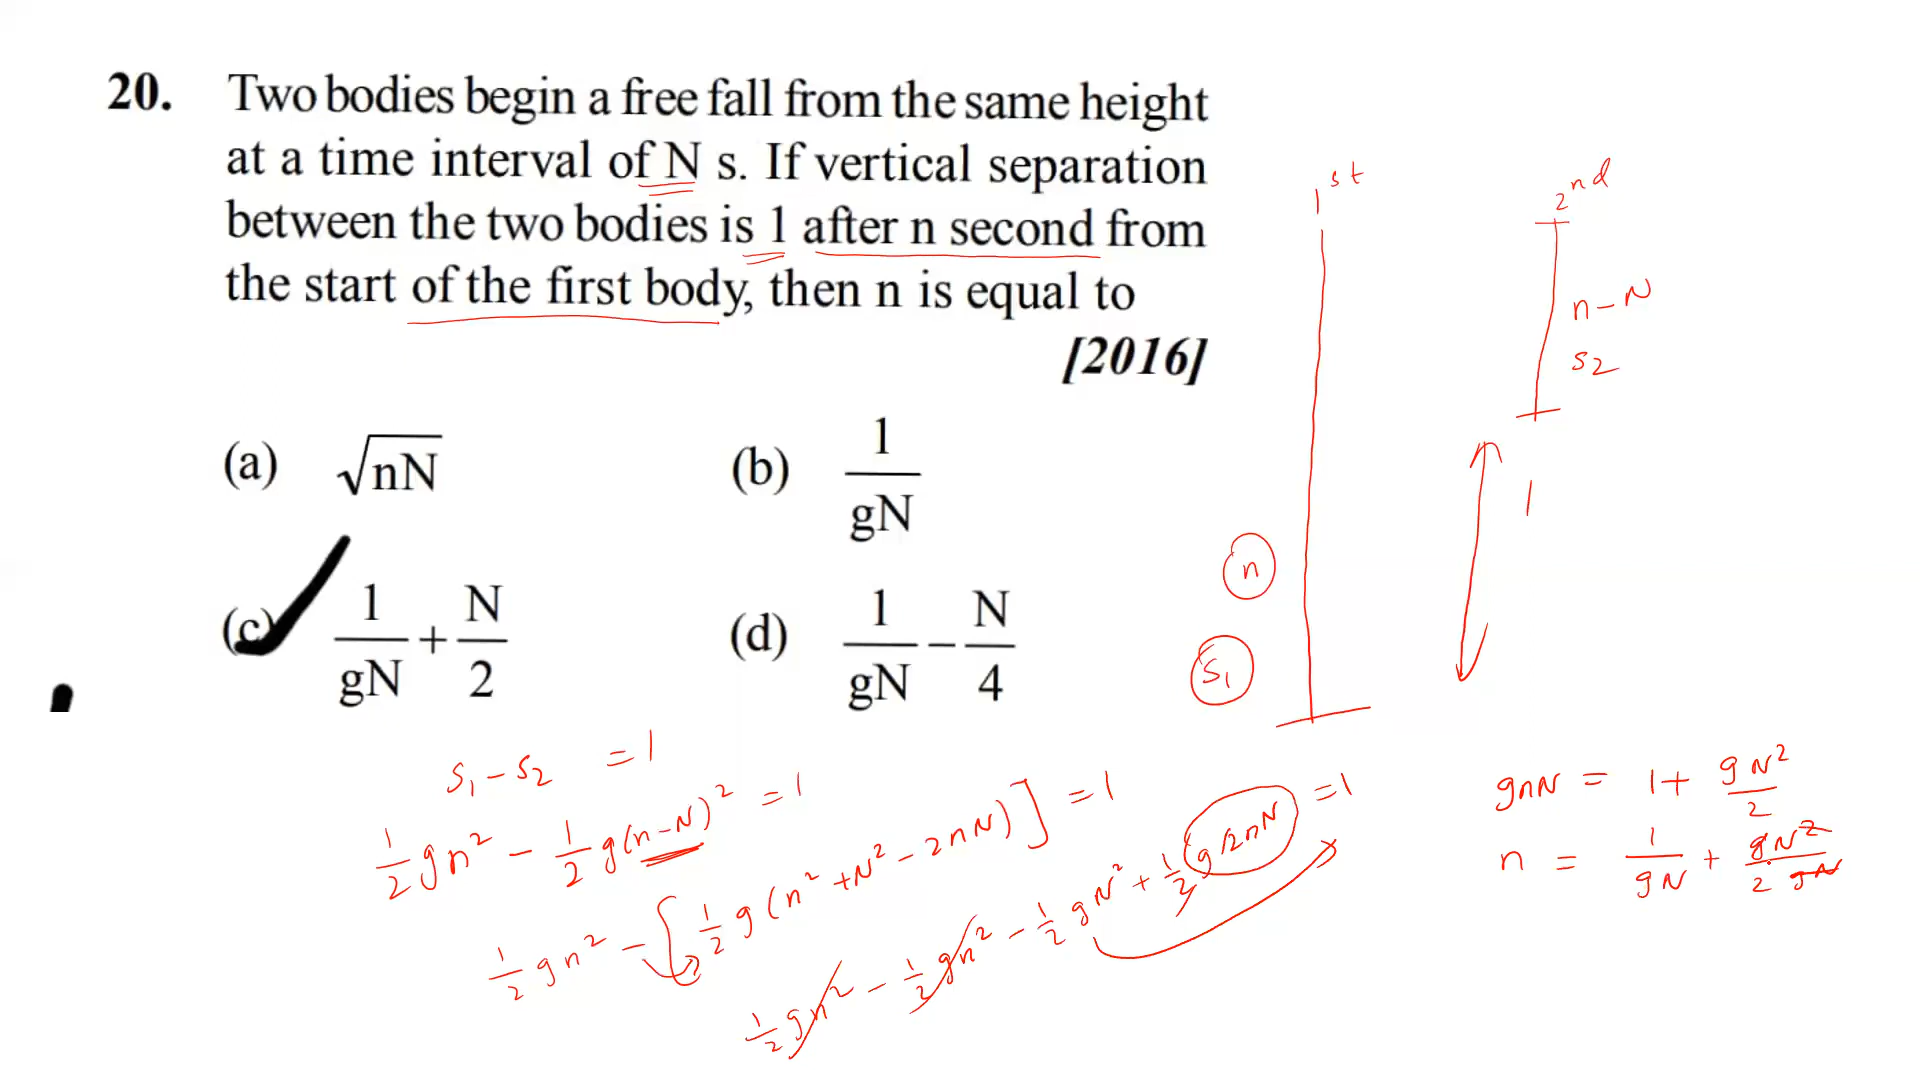 20. Two bodies begin a free fall from the same height
at a time interval of N s. If vertical separation
between the two bodies is 1 after n second from
the start of the first body, then n is equal to
[2016]
(a) √nN (b) 1/gN
(c) 1/gN + N/2 (d) 1/gN − N/4
1st
2nd
n−N
S2
1
n
S1
S1 − S2 = 1
1/2 gn² − 1/2 g(n−N)² = 1
1/2 gn² − [1/2 g(n² + N² − 2nN)] = 1
1/2 gn² − 1/2 gn² − 1/2 gN² + 1/2 g 2nN = 1
gnN = 1 + gN²/2
n = 1/gN + gN²/2gN